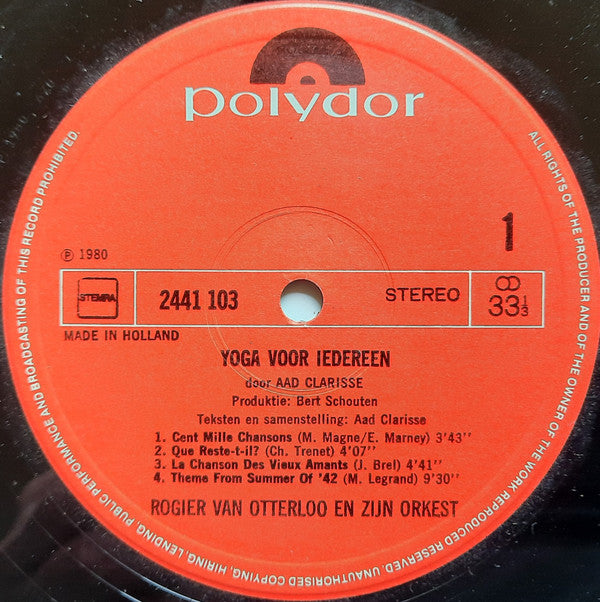 polydor
1
℗ 1980
STEMRA
2441 103
STEREO
33⅓
MADE IN HOLLAND
YOGA VOOR IEDEREEN
door AAD CLARISSE
Produktie: Bert Schouten
Teksten en samenstelling: Aad Clarisse
1. Cent Mille Chansons (M. Magne/E. Marney) 3'43"
2. Que Reste-t-il? (Ch. Trenet) 4'07"
3. La Chanson Des Vieux Amants (J. Brel) 4'41"
4. Theme From Summer Of '42 (M. Legrand) 9'30"
ROGIER VAN OTTERLOO EN ZIJN ORKEST
ALL RIGHTS OF THE PRODUCER AND OF THE OWNER OF THE WORK REPRODUCED RESERVED. UNAUTHORISED COPYING, HIRING, LENDING, PUBLIC PERFORMANCE AND BROADCASTING OF THIS RECORD PROHIBITED.